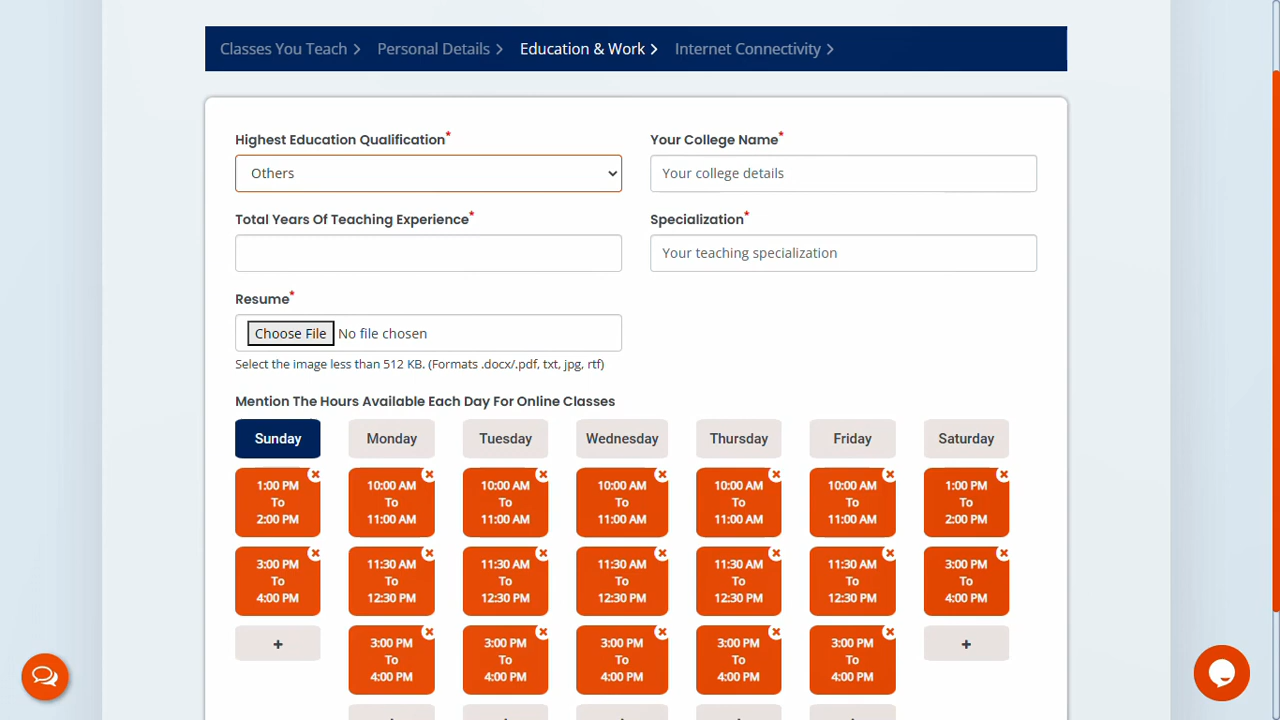 Classes You Teach > Personal Details > Education & Work > Internet Connectivity >
Highest Education Qualification* Your College Name*
Others Your college details
Total Years Of Teaching Experience* Specialization*
Your teaching specialization
Resume*
Choose File No file chosen
Select the image less than 512 KB. (Formats .docx/.pdf, txt, jpg, rtf)
Mention The Hours Available Each Day For Online Classes
Sunday Monday Tuesday Wednesday Thursday Friday Saturday
1:00 PM 10:00 AM 10:00 AM 10:00 AM 10:00 AM 10:00 AM 1:00 PM
To To To To To To To
2:00 PM 11:00 AM 11:00 AM 11:00 AM 11:00 AM 11:00 AM 2:00 PM
3:00 PM 11:30 AM 11:30 AM 11:30 AM 11:30 AM 11:30 AM 3:00 PM
To To To To To To To
4:00 PM 12:30 PM 12:30 PM 12:30 PM 12:30 PM 12:30 PM 4:00 PM
+ 3:00 PM 3:00 PM 3:00 PM 3:00 PM 3:00 PM +
To To To To To
4:00 PM 4:00 PM 4:00 PM 4:00 PM 4:00 PM